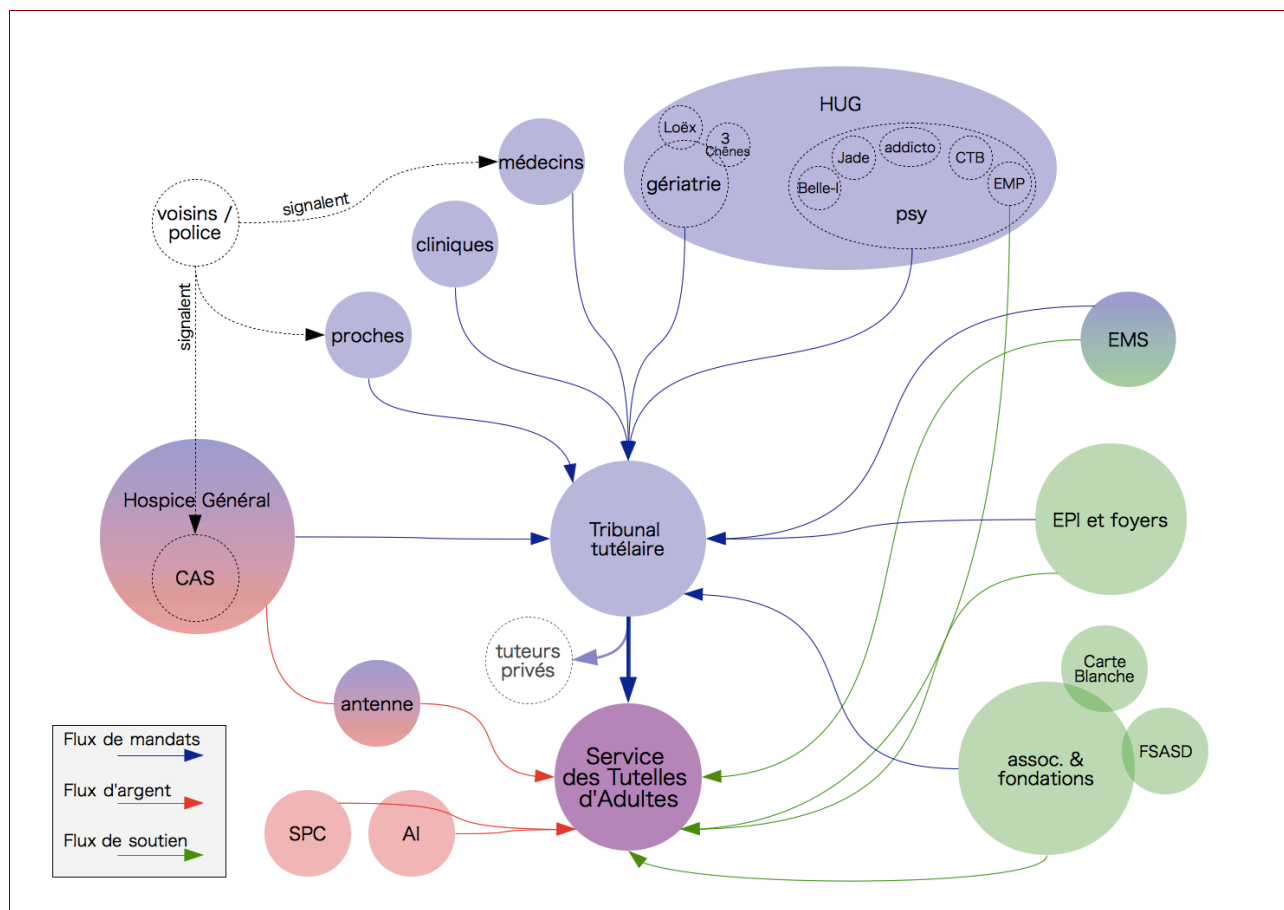 HUG
Loëx
3
Chênes
gériatrie
Belle-I
Jade
addicto
CTB
EMP
psy
médecins
signalent
voisins /
police
cliniques
signalent
proches
EMS
Hospice Général
CAS
Tribunal
tutélaire
EPI et foyers
tuteurs
privés
Carte
Blanche
antenne
FSASD
assoc. &
fondations
Service
des Tutelles
d'Adultes
SPC
AI
Flux de mandats
Flux d'argent
Flux de soutien